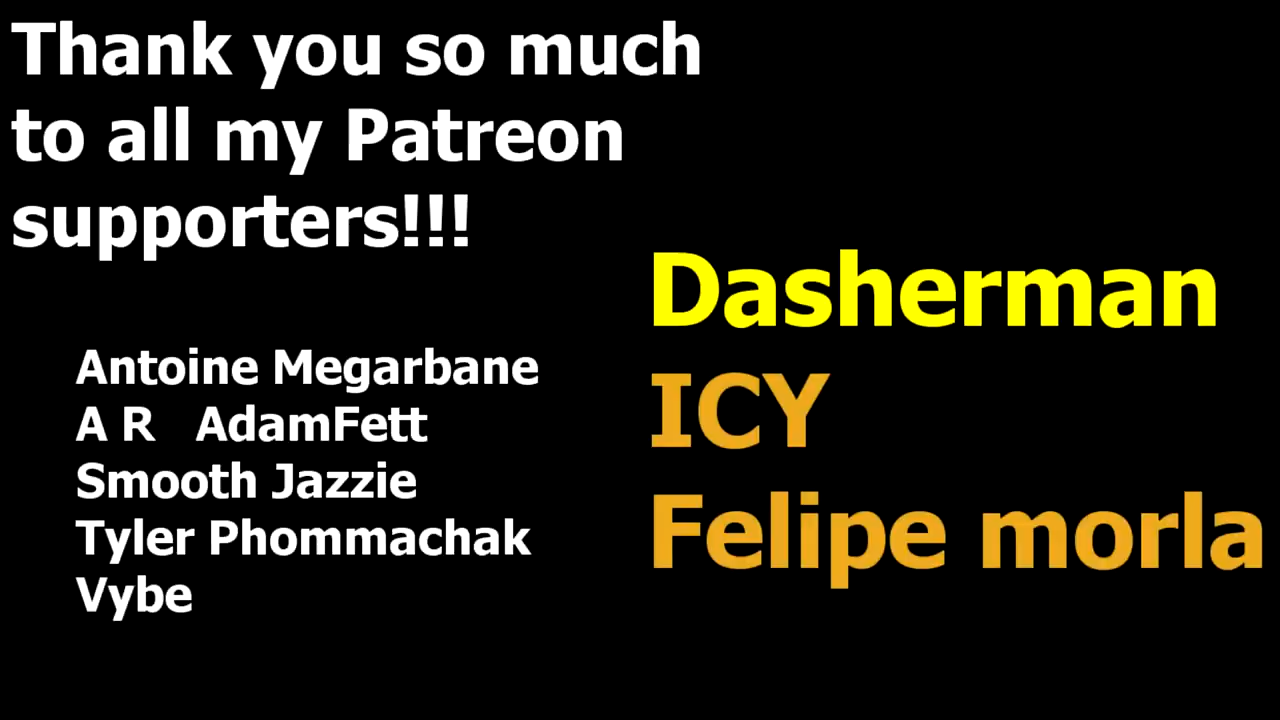 Thank you so much
to all my Patreon
supporters!!!
Antoine Megarbane
A R   AdamFett
Smooth Jazzie
Tyler Phommachak
Vybe
Dasherman
ICY
Felipe morla